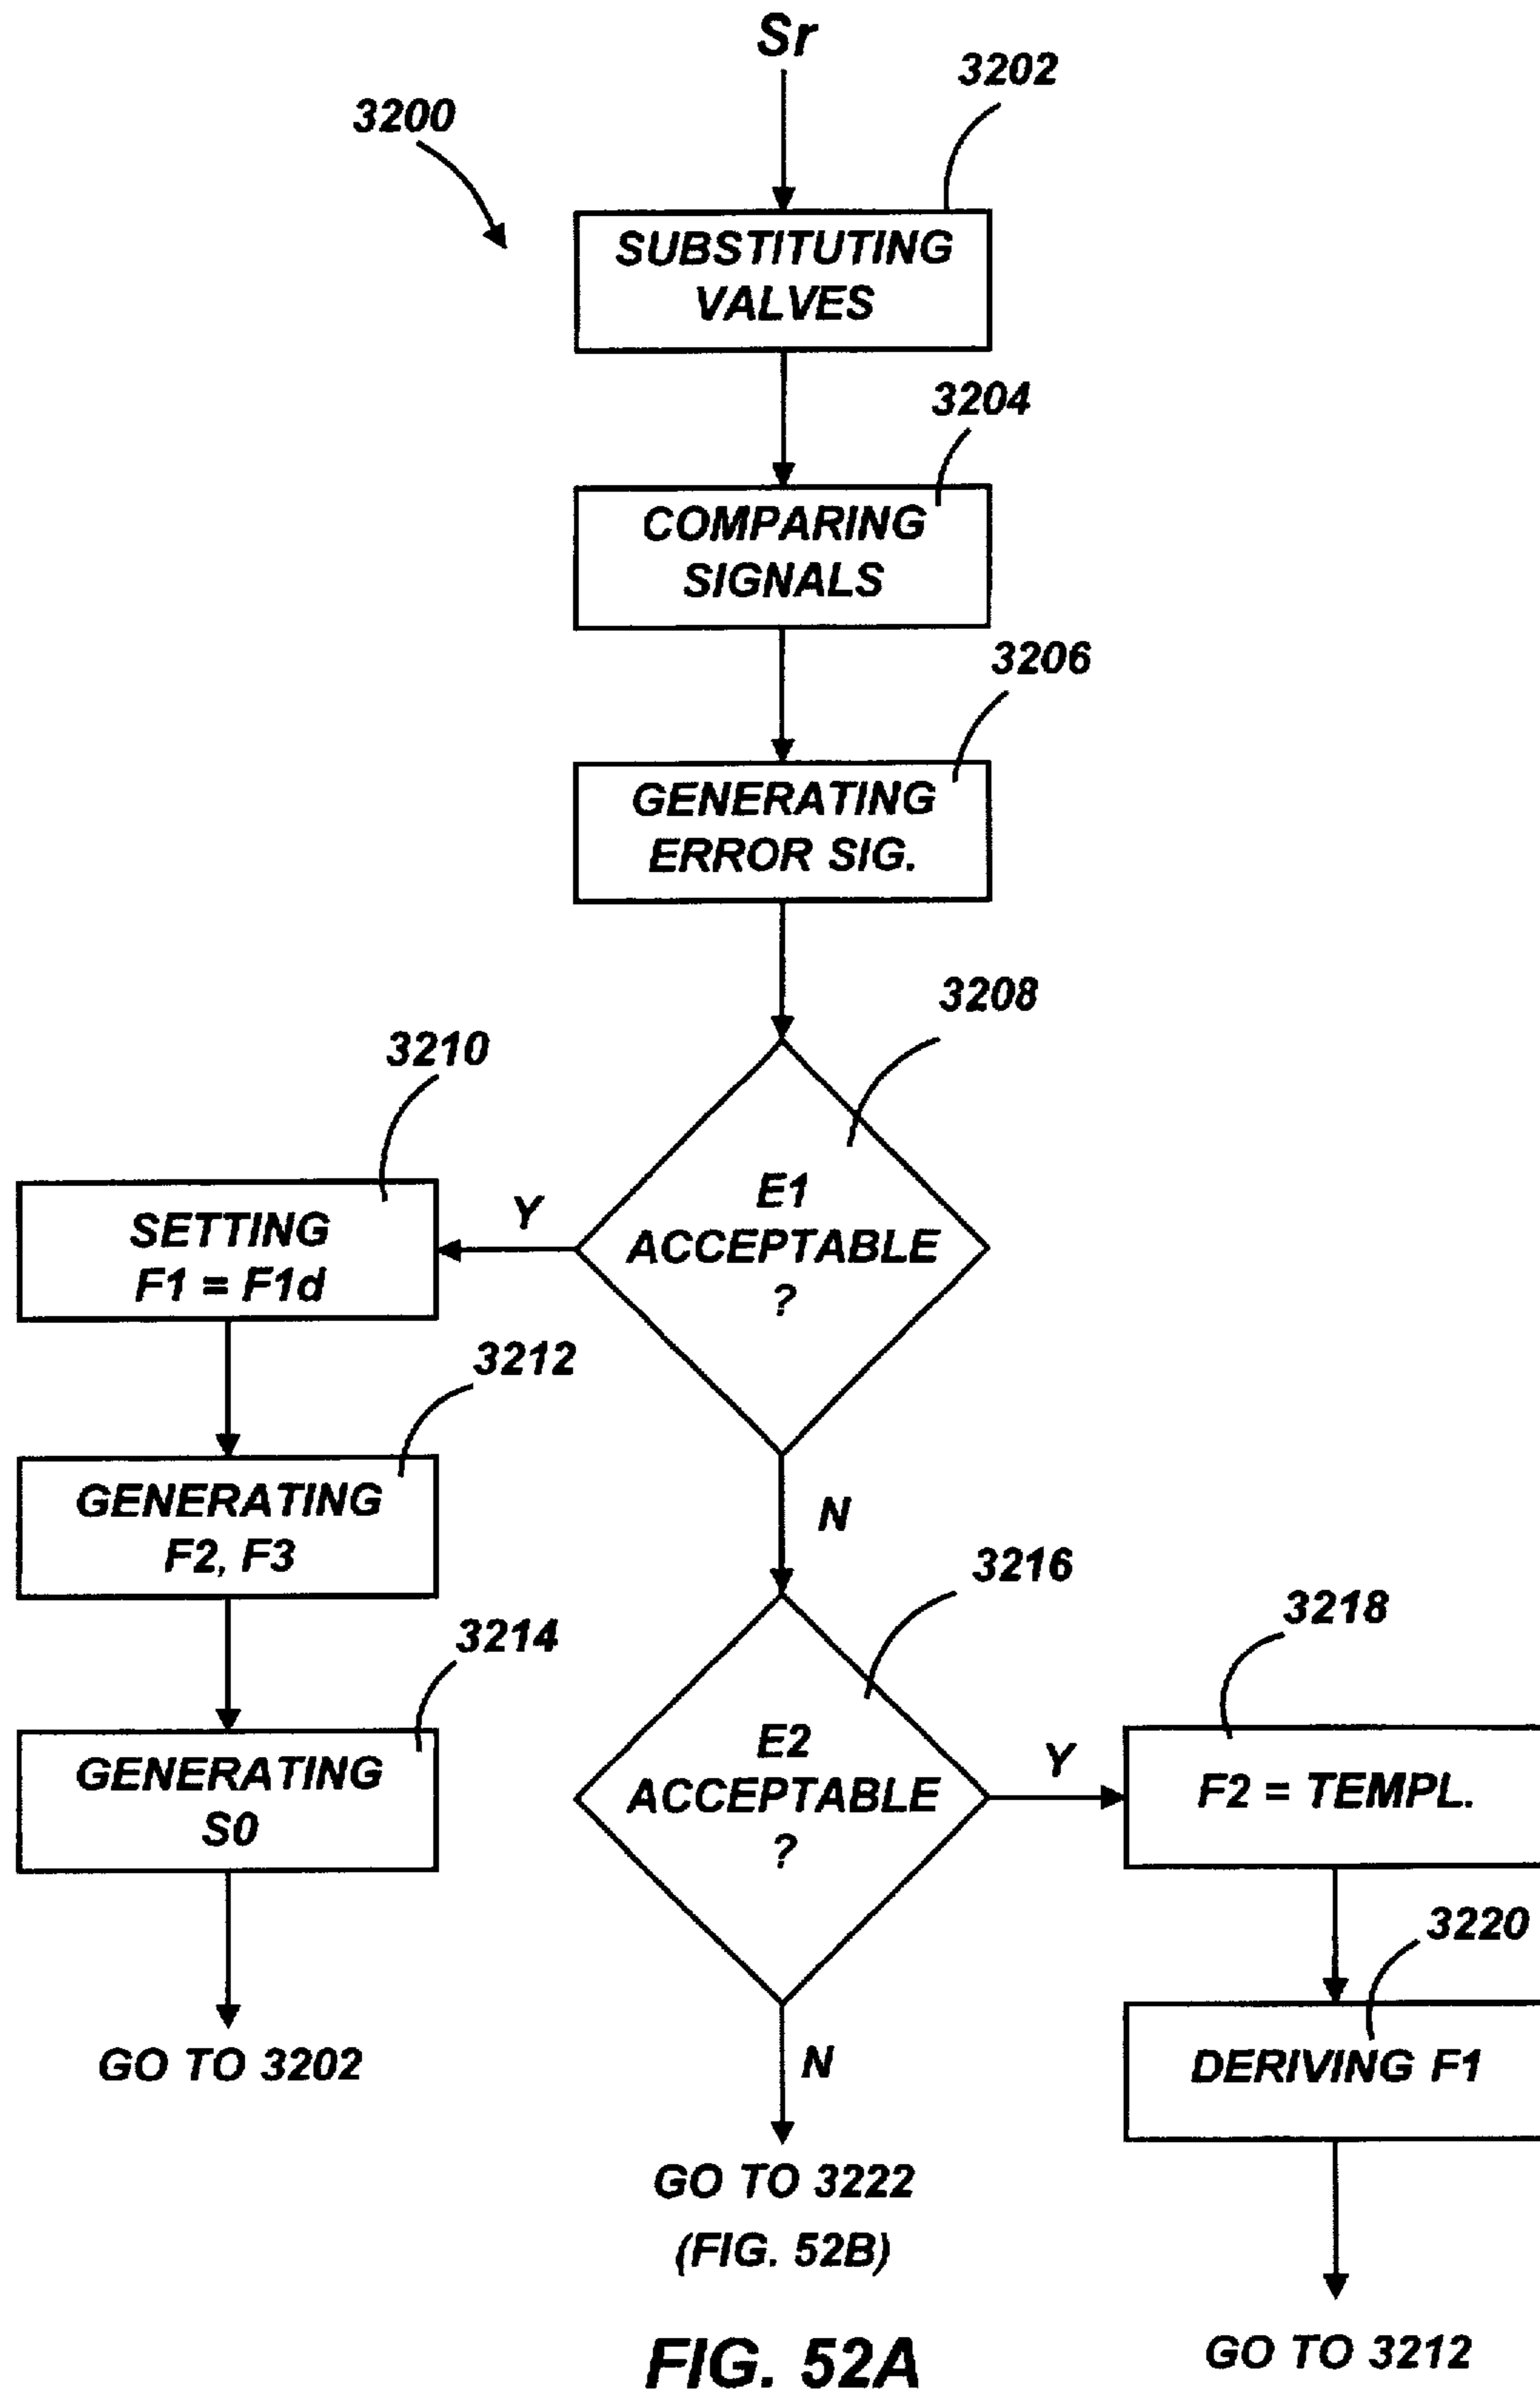 Sr
3202
3200
SUBSTITUTING
VALVES
3204
COMPARING
SIGNALS
3206
GENERATING
ERROR SIG.
3208
3210
E1
ACCEPTABLE
?
Y
SETTING
F1 = F1d
3212
N
GENERATING
F2, F3
3216
3218
3214
E2
ACCEPTABLE
?
Y
F2 = TEMPL.
GENERATING
S0
3220
GO TO 3202
N
DERIVING F1
GO TO 3222
(FIG. 52B)
GO TO 3212
FIG. 52A